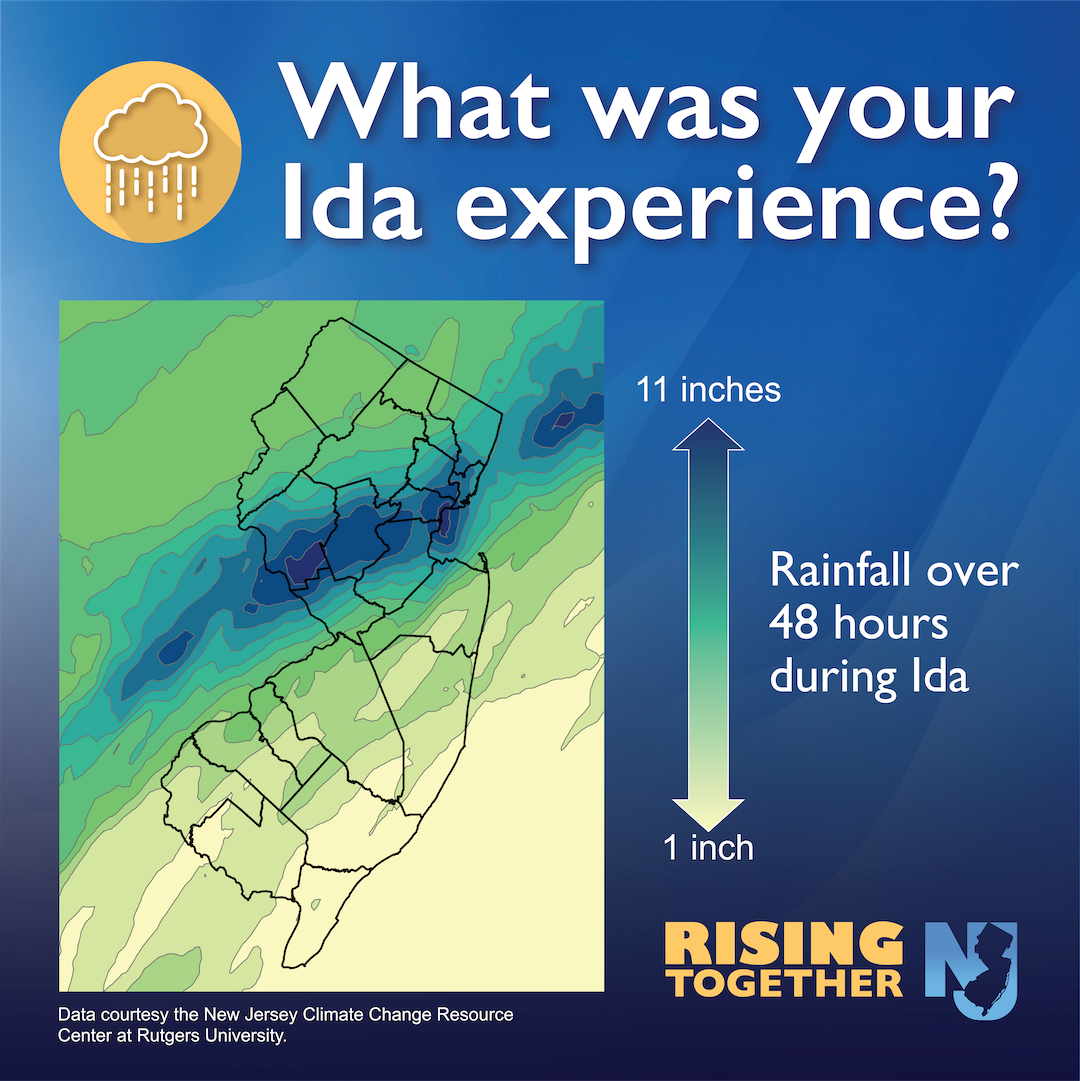 What was your
Ida experience?
11 inches
Rainfall over
48 hours
during Ida
1 inch
RISING
TOGETHER
NJ
Data courtesy the New Jersey Climate Change Resource
Center at Rutgers University.